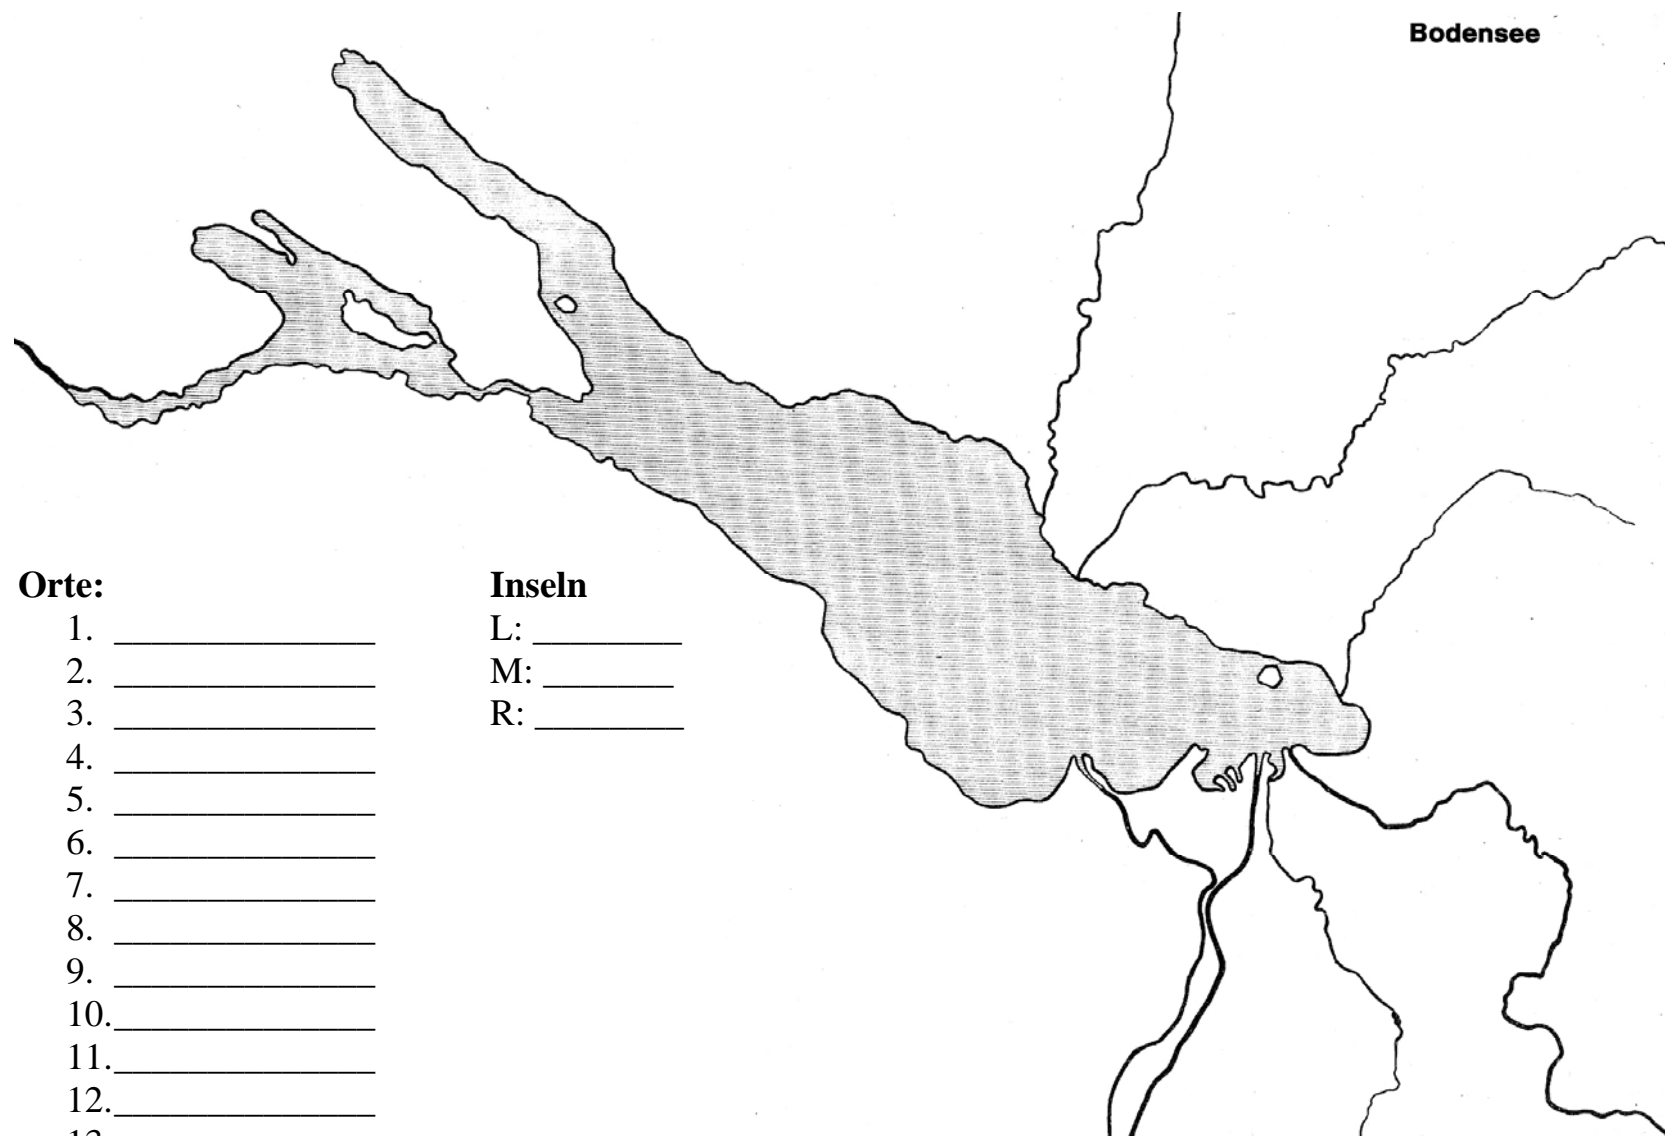 Bodensee
Orte:
1. ______________
2. ______________
3. ______________
4. ______________
5. ______________
6. ______________
7. ______________
8. ______________
9. ______________
10.______________
11.______________
12.______________
Inseln
L: ________
M: _______
R: ________